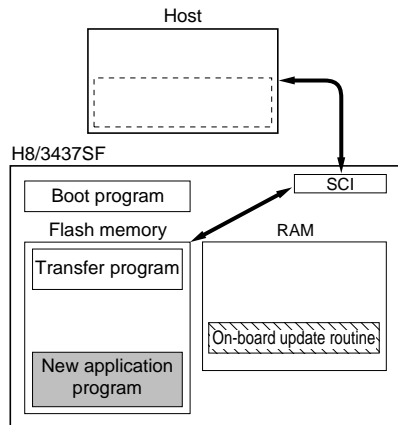 Host
H8/3437SF
SCI
Boot program
Flash memory
RAM
Transfer program
On-board update routine
New application
program